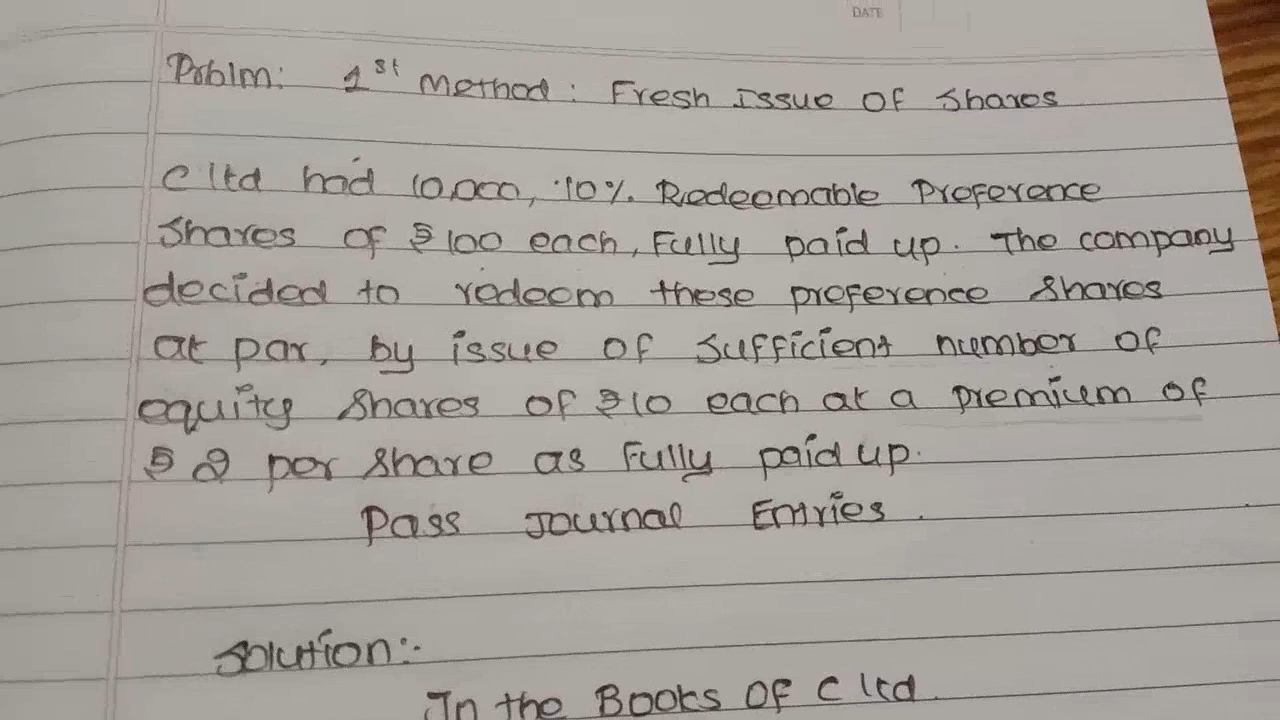 DATE
Problm: 1st Method: Fresh Issue Of Shares
C ltd had 10,000, 10% Redeemable Preference
Shares of ₹100 each, Fully paid up. The company
decided to redeem these preference shares
at par, by issue of sufficient number of
equity shares of ₹10 each at a premium of
₹ 2 per share as Fully paid up.
Pass Journal Entries.
Solution:-
In the Books Of C ltd.